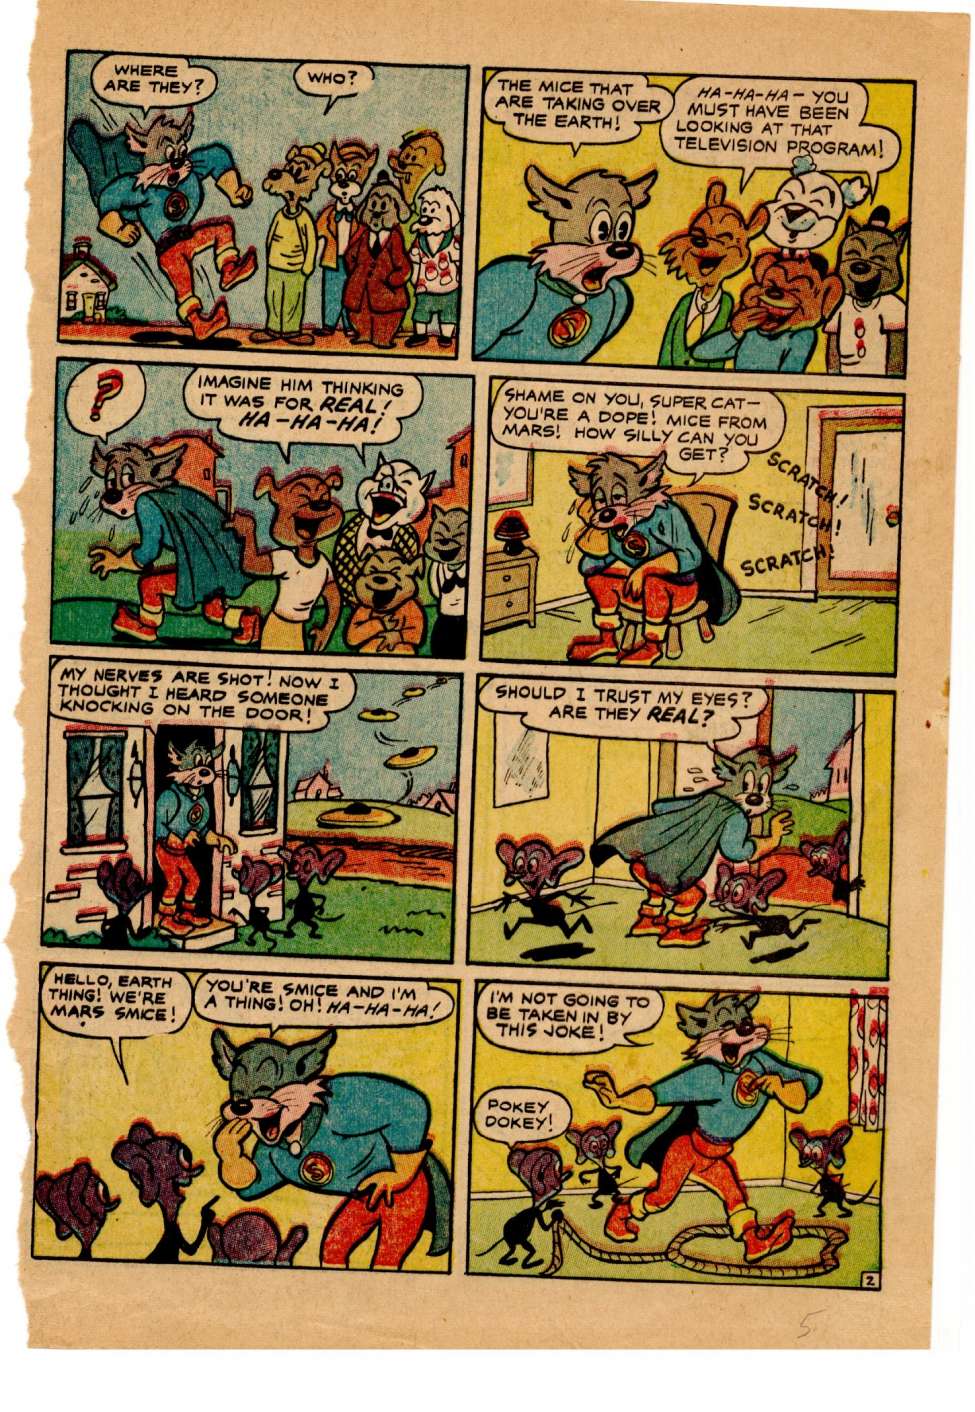 WHERE
ARE THEY?
WHO?
THE MICE THAT
ARE TAKING OVER
THE EARTH!
HA-HA-HA- YOU
MUST HAVE BEEN
LOOKING AT THAT
TELEVISION PROGRAM!
?
IMAGINE HIM THINKING
IT WAS FOR REAL!
HA-HA-HA!
SHAME ON YOU, SUPER CAT-
YOU'RE A DOPE! MICE FROM
MARS! HOW SILLY CAN YOU
GET?
SCRATCH!
SCRATCH!
SCRATCH!
MY NERVES ARE SHOT! NOW I
THOUGHT I HEARD SOMEONE
KNOCKING ON THE DOOR!
SHOULD I TRUST MY EYES?
ARE THEY REAL?
HELLO, EARTH
THING! WE'RE
MARS SMICE!
YOU'RE SMICE AND I'M
A THING! OH! HA-HA-HA!
I'M NOT GOING TO
BE TAKEN IN BY
THIS JOKE!
POKEY
DOKEY!
2
5